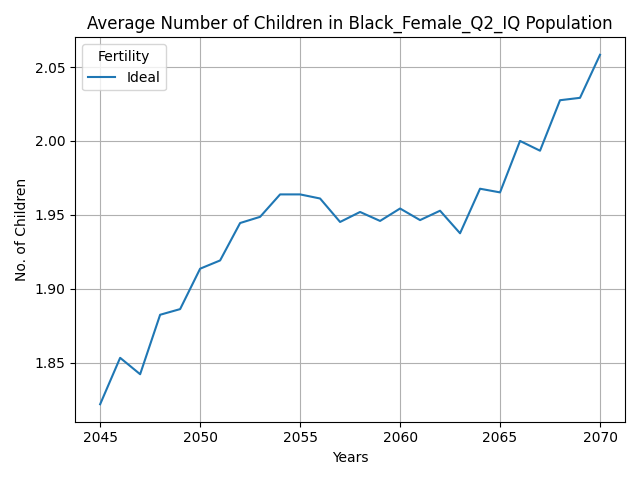 Average Number of Children in Black_Female_Q2_IQ Population
Fertility
Ideal
No. of Children
2.05
2.00
1.95
1.90
1.85
2045 2050 2055 2060 2065 2070
Years